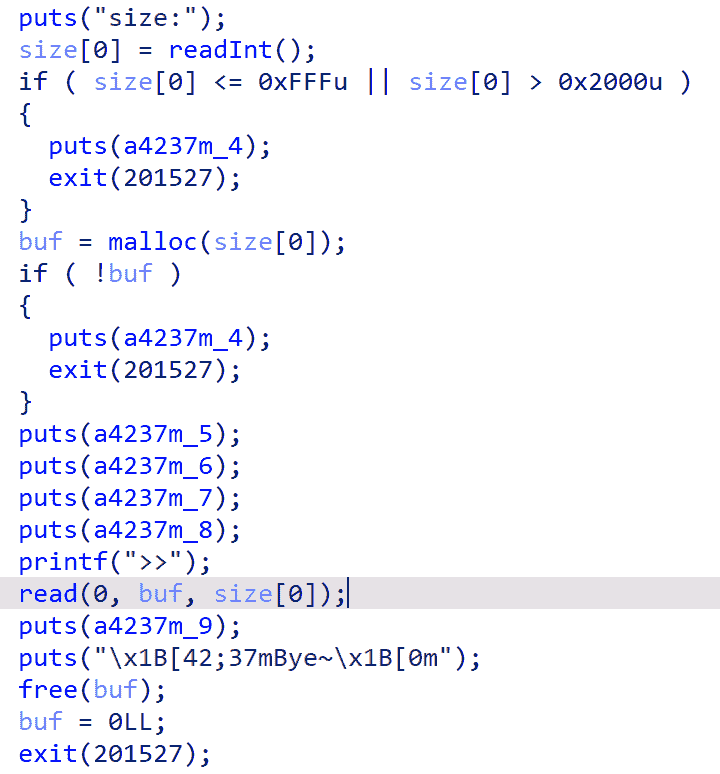 puts("size:");
size[0] = readInt();
if ( size[0] <= 0xFFFu || size[0] > 0x2000u )
{
puts(a4237m_4);
exit(201527);
}
buf = malloc(size[0]);
if ( !buf )
{
puts(a4237m_4);
exit(201527);
}
puts(a4237m_5);
puts(a4237m_6);
puts(a4237m_7);
puts(a4237m_8);
printf(">>");
read(0, buf, size[0]);
puts(a4237m_9);
puts("\x1B[42;37mBye~\x1B[0m");
free(buf);
buf = 0LL;
exit(201527);